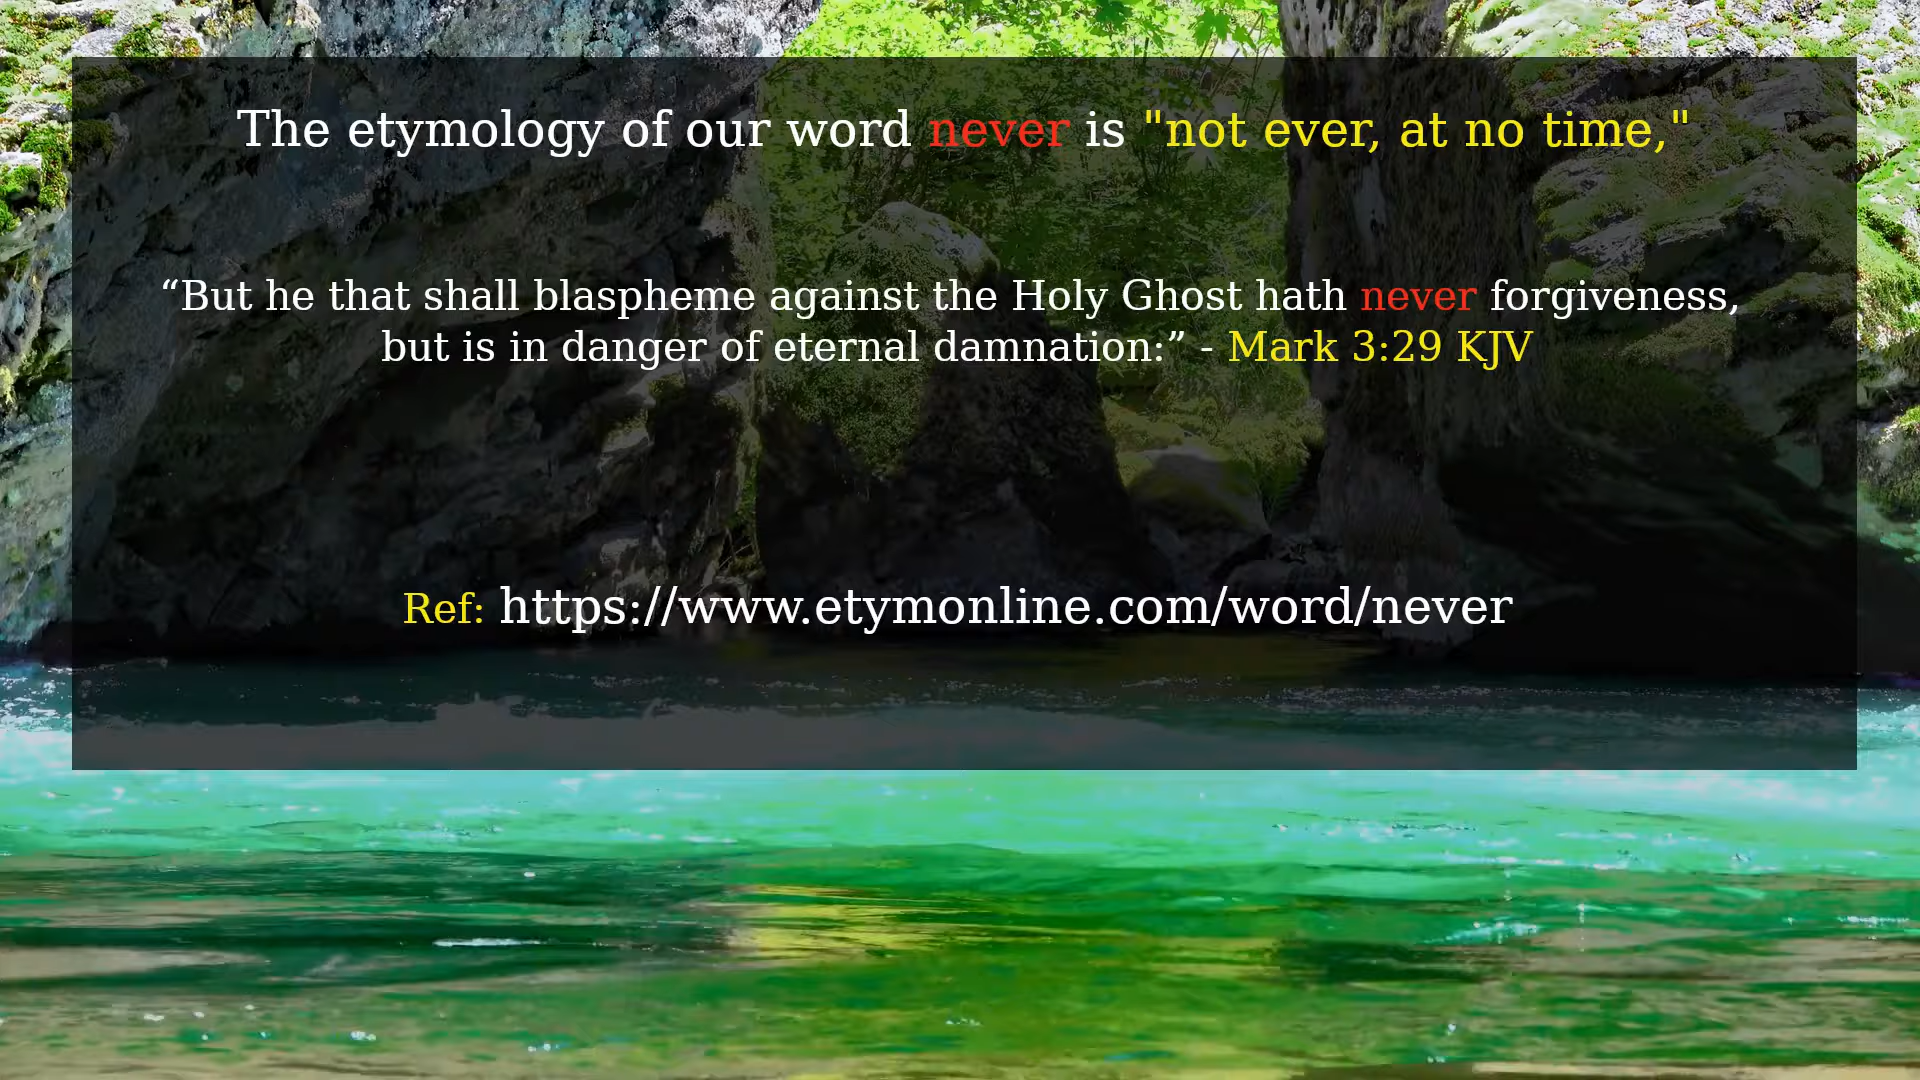 The etymology of our word never is "not ever, at no time,"
“But he that shall blaspheme against the Holy Ghost hath never forgiveness,
but is in danger of eternal damnation:” - Mark 3:29 KJV
Ref: https://www.etymonline.com/word/never